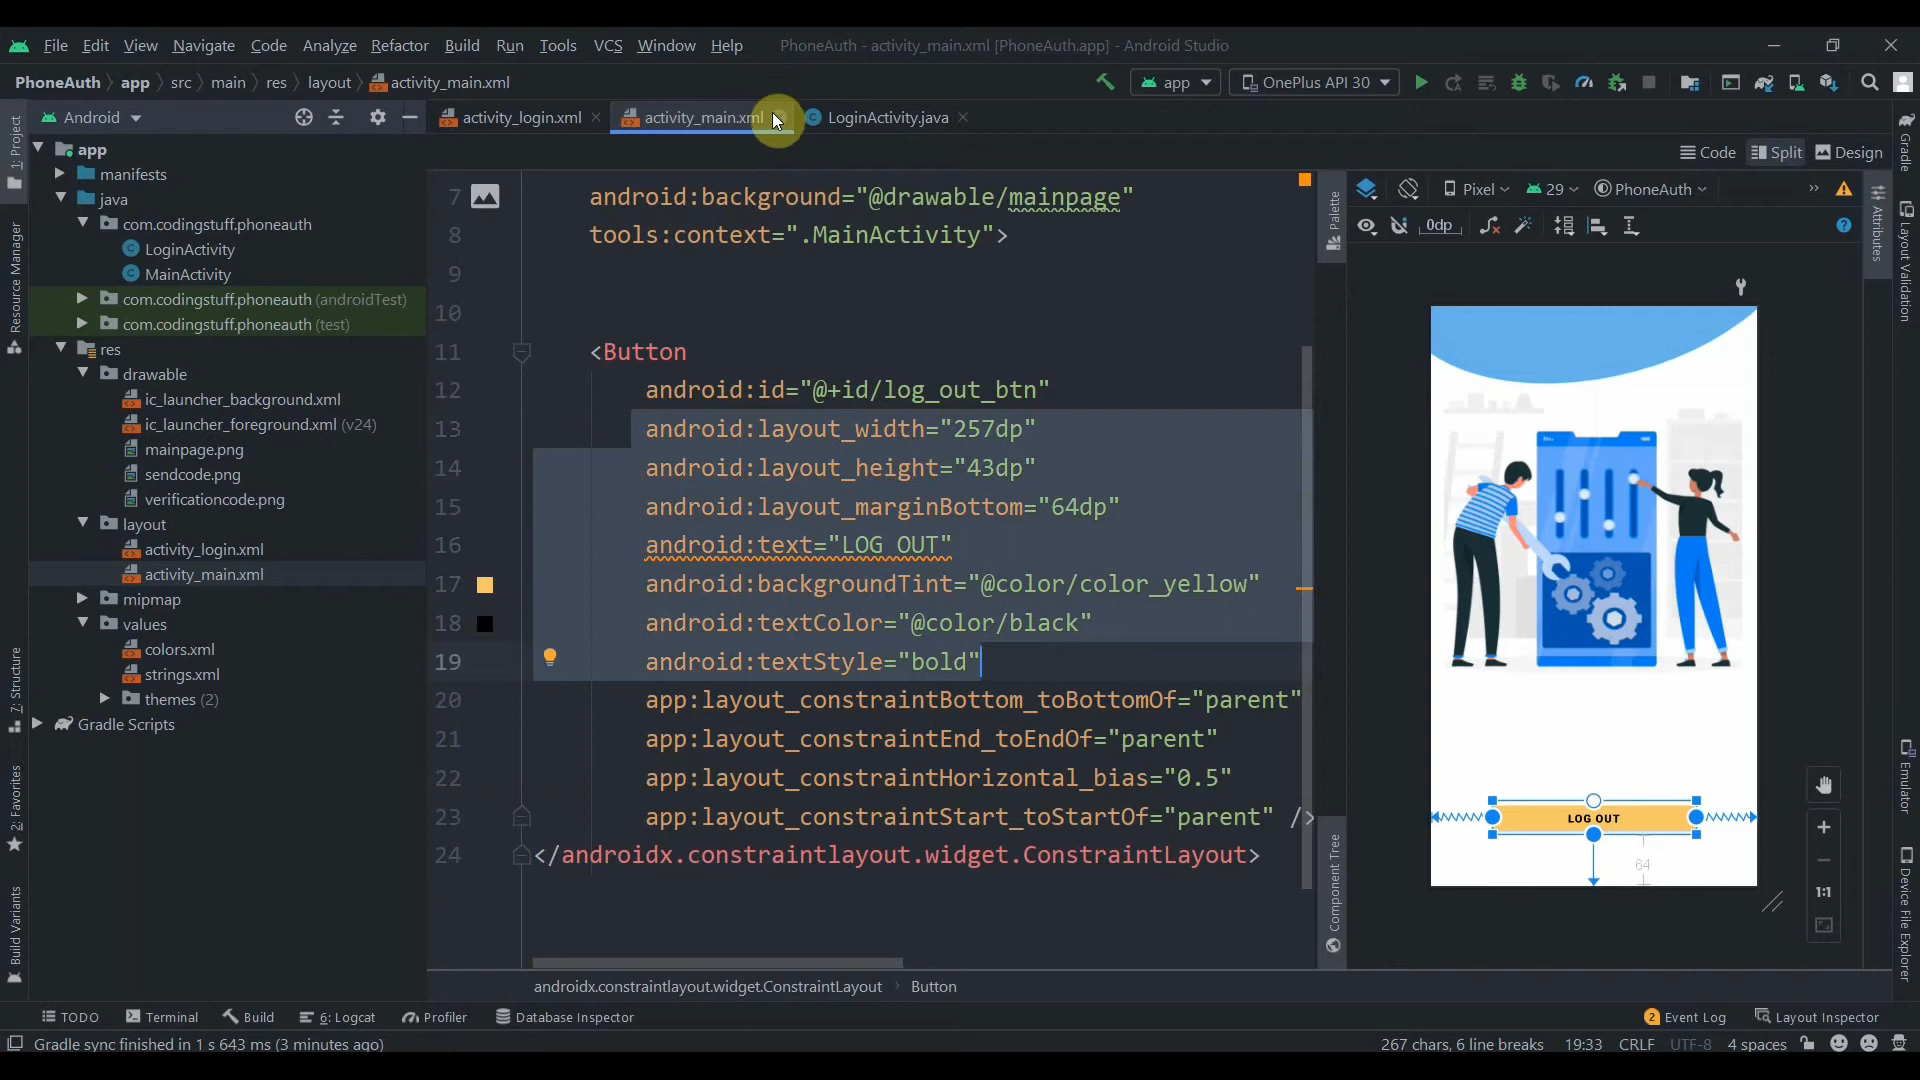 File Edit View Navigate Code Analyze Refactor Build Run Tools VCS Window Help PhoneAuth - activity_main.xml [PhoneAuth.app] - Android Studio
PhoneAuth app src main res layout activity_main.xml app OnePlus API 30
Android activity_login.xml activity_main.xml LoginActivity.java
Code Split Design
1: Project
Resource Manager
7: Structure
2: Favorites
Build Variants
app
manifests
java
com.codingstuff.phoneauth
LoginActivity
MainActivity
com.codingstuff.phoneauth (androidTest)
com.codingstuff.phoneauth (test)
res
drawable
ic_launcher_background.xml
ic_launcher_foreground.xml (v24)
mainpage.png
sendcode.png
verificationcode.png
layout
activity_login.xml
activity_main.xml
mipmap
values
colors.xml
strings.xml
themes (2)
Gradle Scripts
7 android:background="@drawable/mainpage"
8 tools:context=".MainActivity">
9
10
11 <Button
12 android:id="@+id/log_out_btn"
13 android:layout_width="257dp"
14 android:layout_height="43dp"
15 android:layout_marginBottom="64dp"
16 android:text="LOG OUT"
17 android:backgroundTint="@color/color_yellow"
18 android:textColor="@color/black"
19 android:textStyle="bold"
20 app:layout_constraintBottom_toBottomOf="parent"
21 app:layout_constraintEnd_toEndOf="parent"
22 app:layout_constraintHorizontal_bias="0.5"
23 app:layout_constraintStart_toStartOf="parent" />
24 </androidx.constraintlayout.widget.ConstraintLayout>
androidx.constraintlayout.widget.ConstraintLayout Button
Palette
Component Tree
Pixel 29 PhoneAuth
0dp
LOG OUT
64
1:1
Attributes
Gradle
Layout Validation
Emulator
Device File Explorer
TODO Terminal Build 6: Logcat Profiler Database Inspector 2 Event Log Layout Inspector
Gradle sync finished in 1 s 643 ms (3 minutes ago) 267 chars, 6 line breaks 19:33 CRLF UTF-8 4 spaces